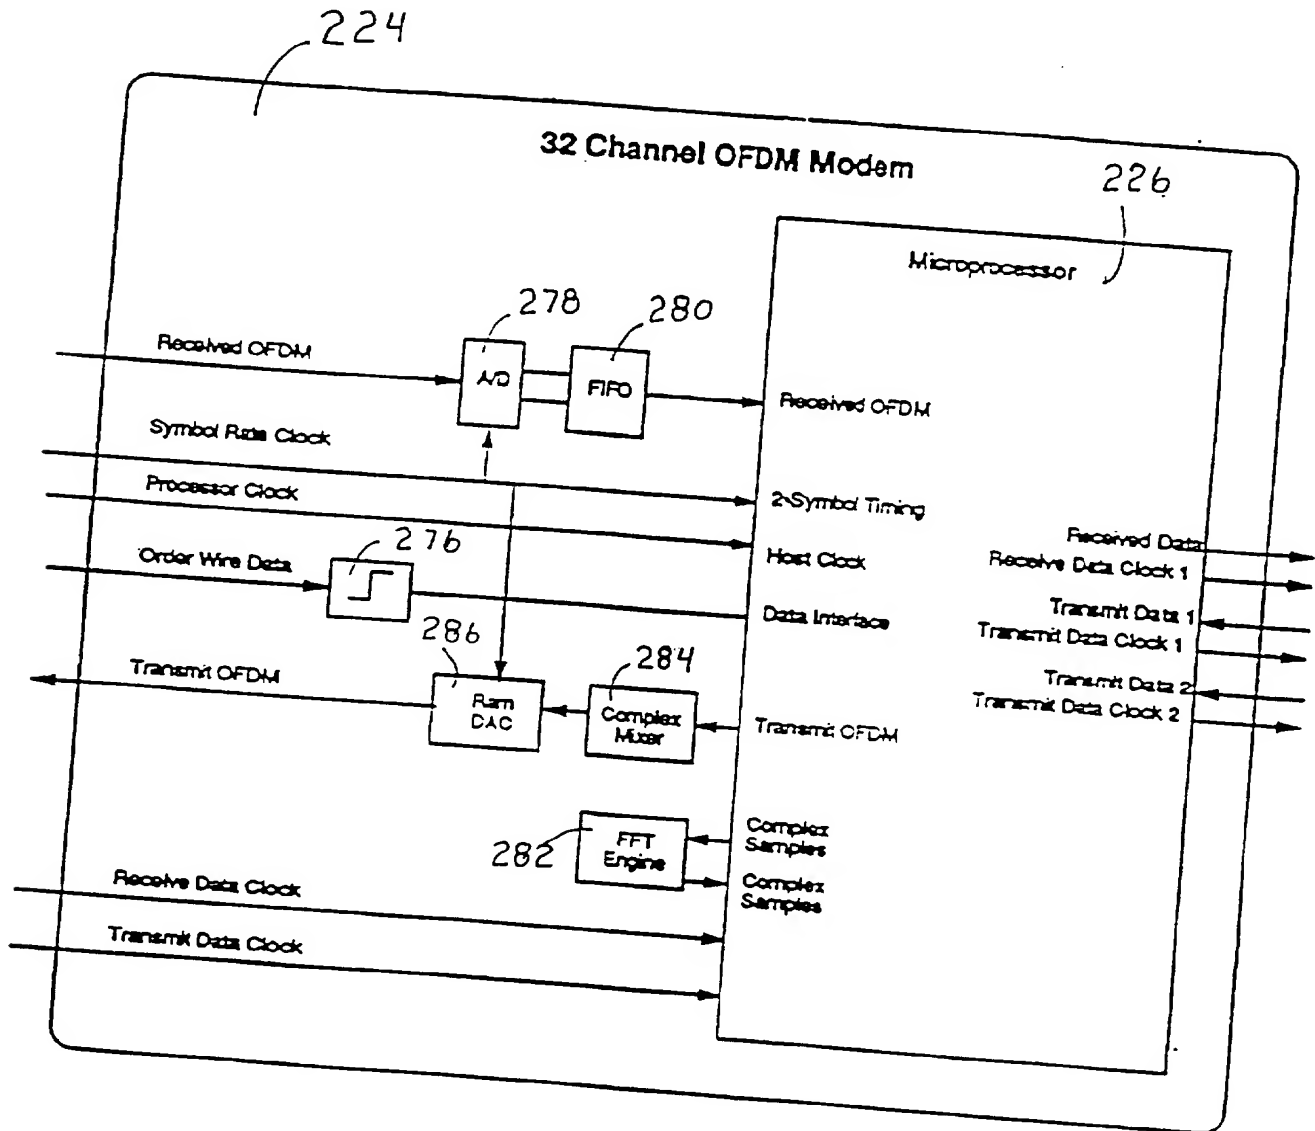 224
32 Channel OFDM Modem
226
Microprocessor
278
280
Received OFDM
A/D
FIFO
Received OFDM
Symbol Rate Clock
2-Symbol Timing
Processor Clock
Host Clock
276
Order Wire Data
Data Interface
Received Data
Receive Data Clock 1
Transmit Data 1
Transmit Data Clock 1
Transmit Data 2
Transmit Data Clock 2
286
284
Transmit OFDM
Ram
DAC
Complex
Mixer
Transmit OFDM
282
FFT
Engine
Complex
Samples
Complex
Samples
Receive Data Clock
Transmit Data Clock